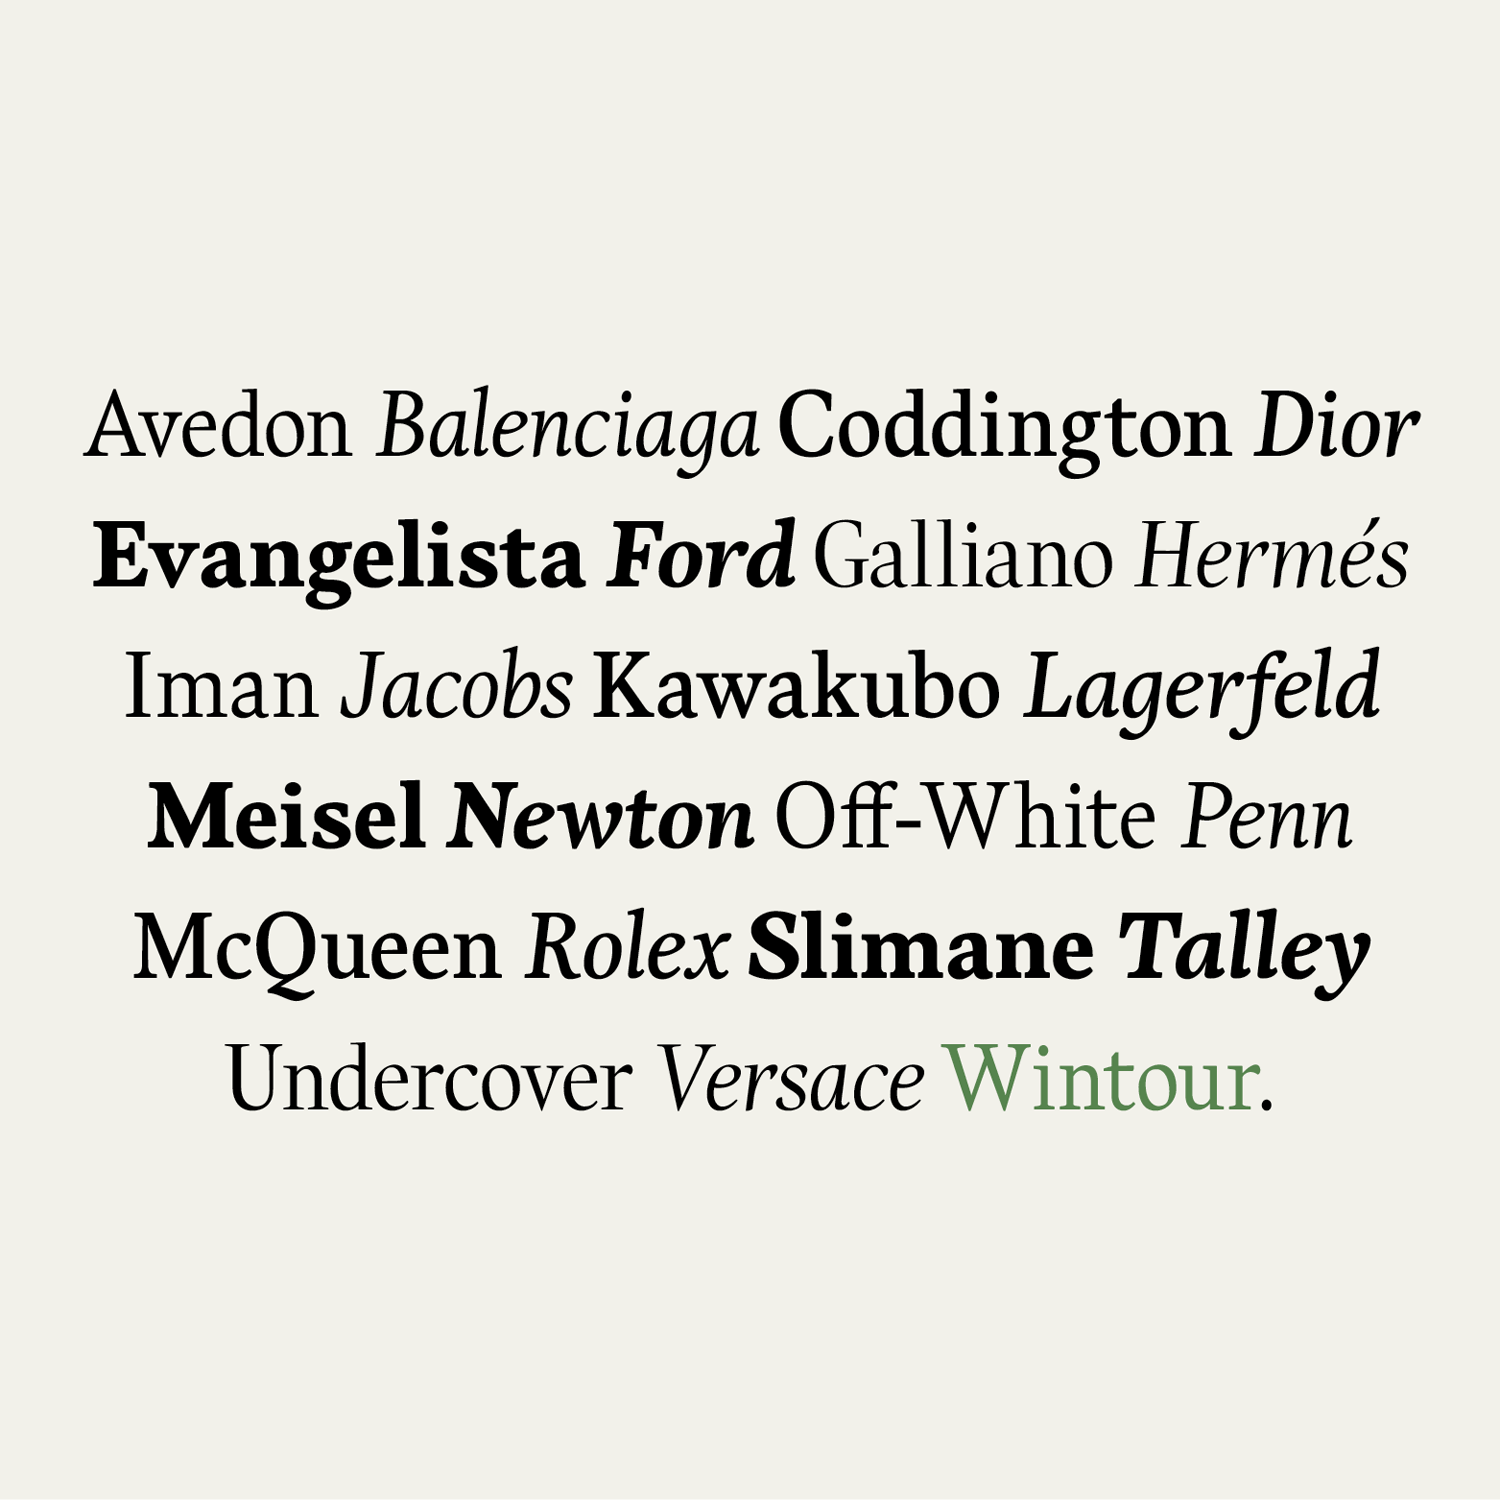 Avedon Balenciaga Coddington Dior
Evangelista Ford Galliano Hermés
Iman Jacobs Kawakubo Lagerfeld
Meisel Newton Off-White Penn
McQueen Rolex Slimane Talley
Undercover Versace Wintour.